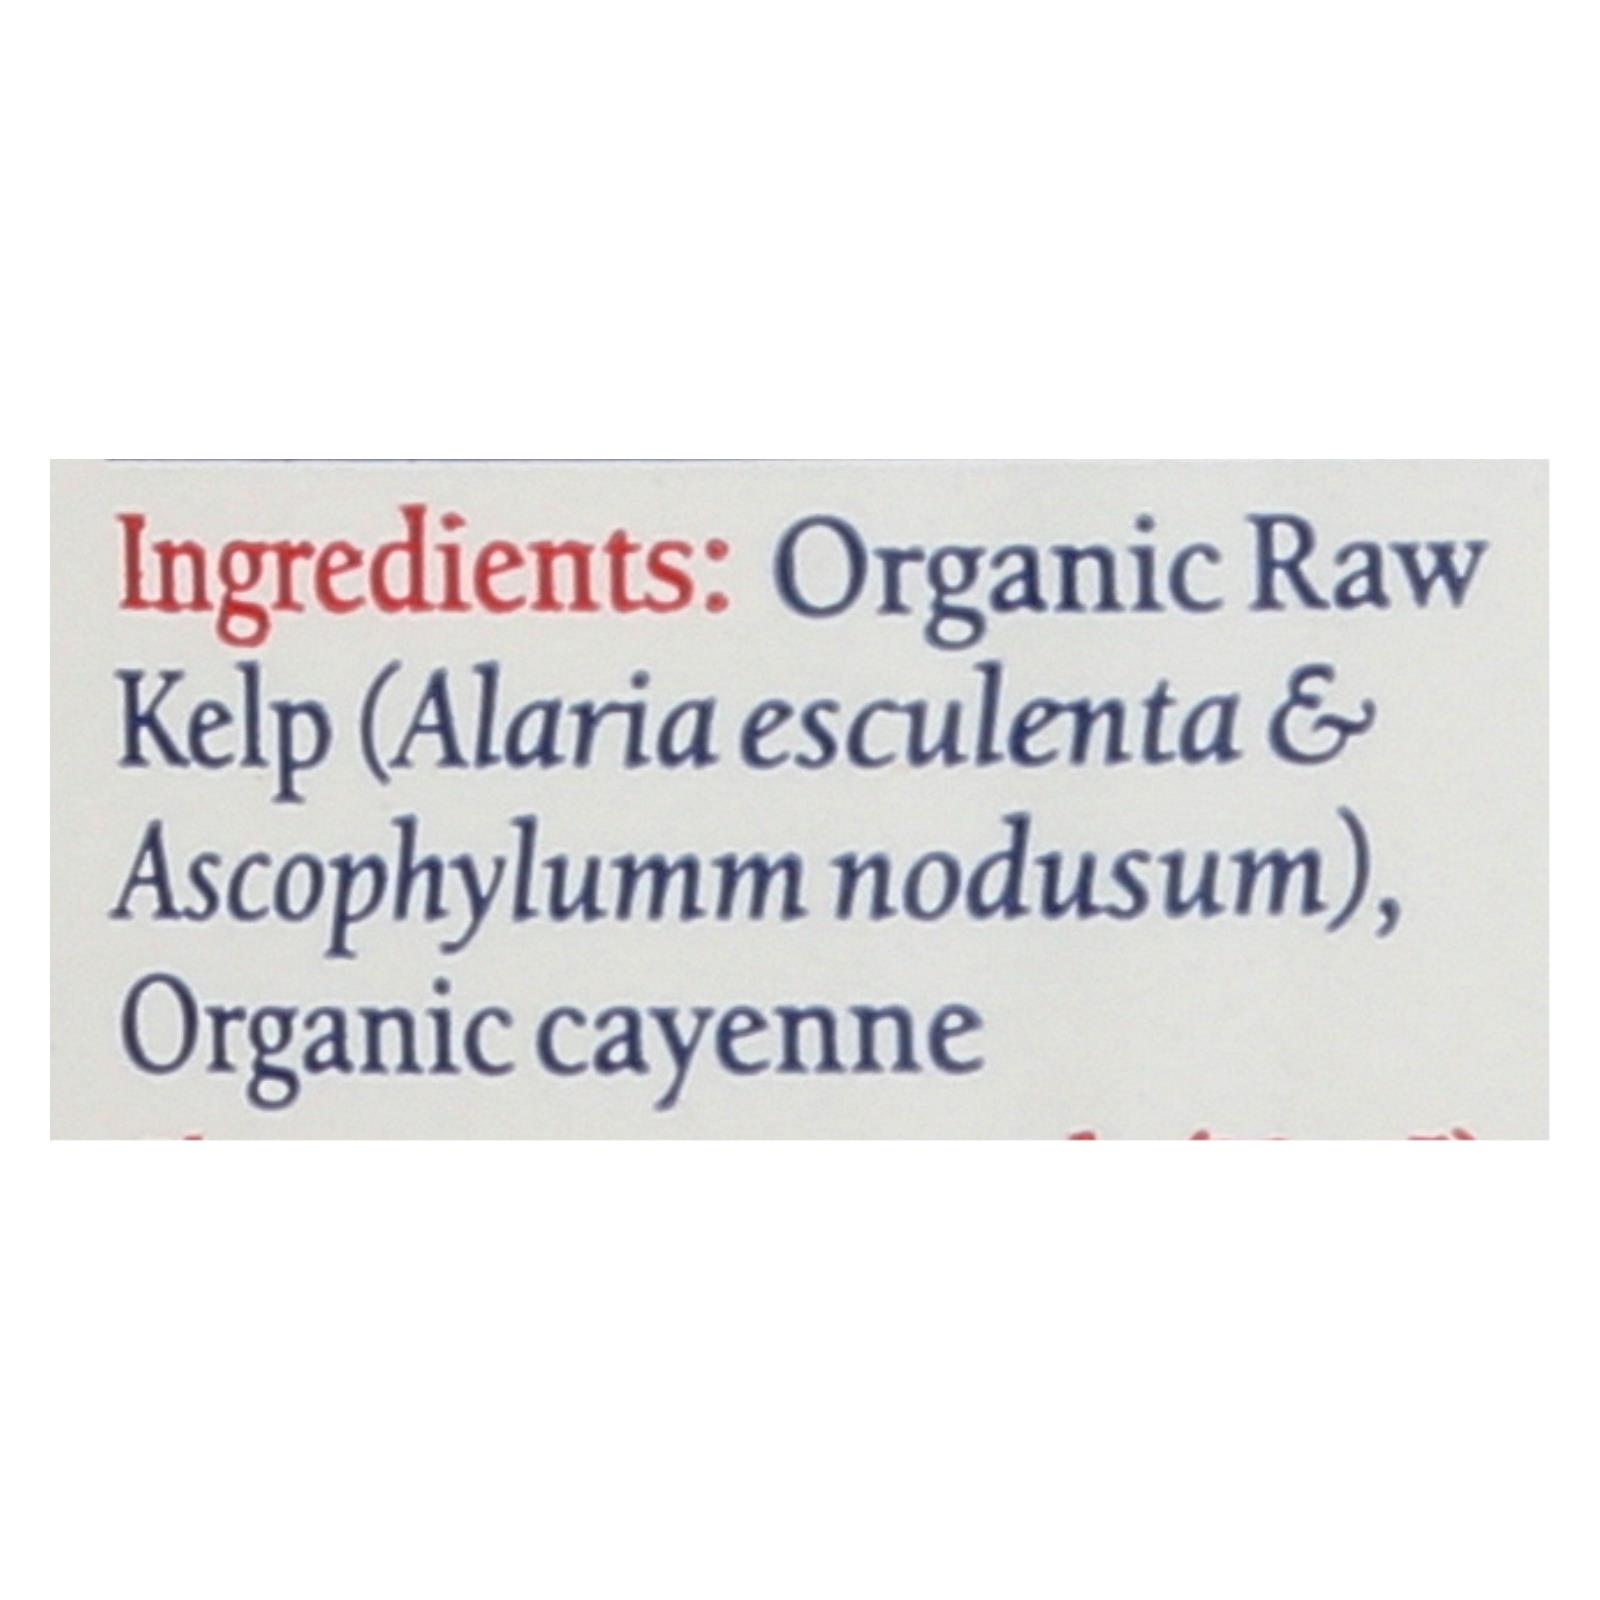 Ingredients: Organic Raw
Kelp (Alaria esculenta &
Ascophylumm nodusum),
Organic cayenne